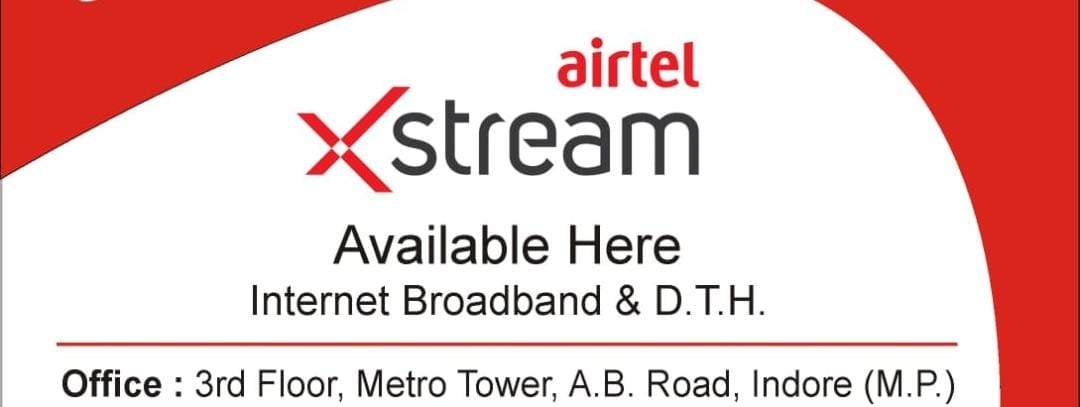 airtel
Xstream
Available Here
Internet Broadband & D.T.H.
Office : 3rd Floor, Metro Tower, A.B. Road, Indore (M.P.)